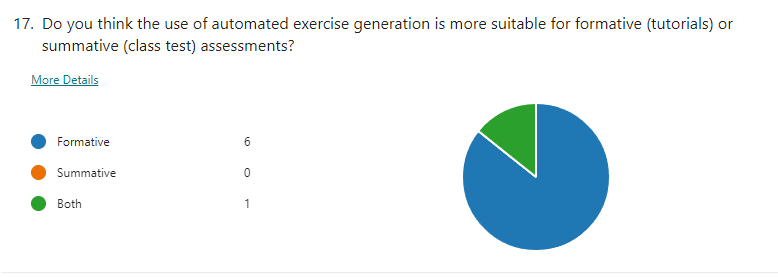 17. Do you think the use of automated exercise generation is more suitable for formative (tutorials) or
summative (class test) assessments?
More Details
Formative 6
Summative 0
Both 1